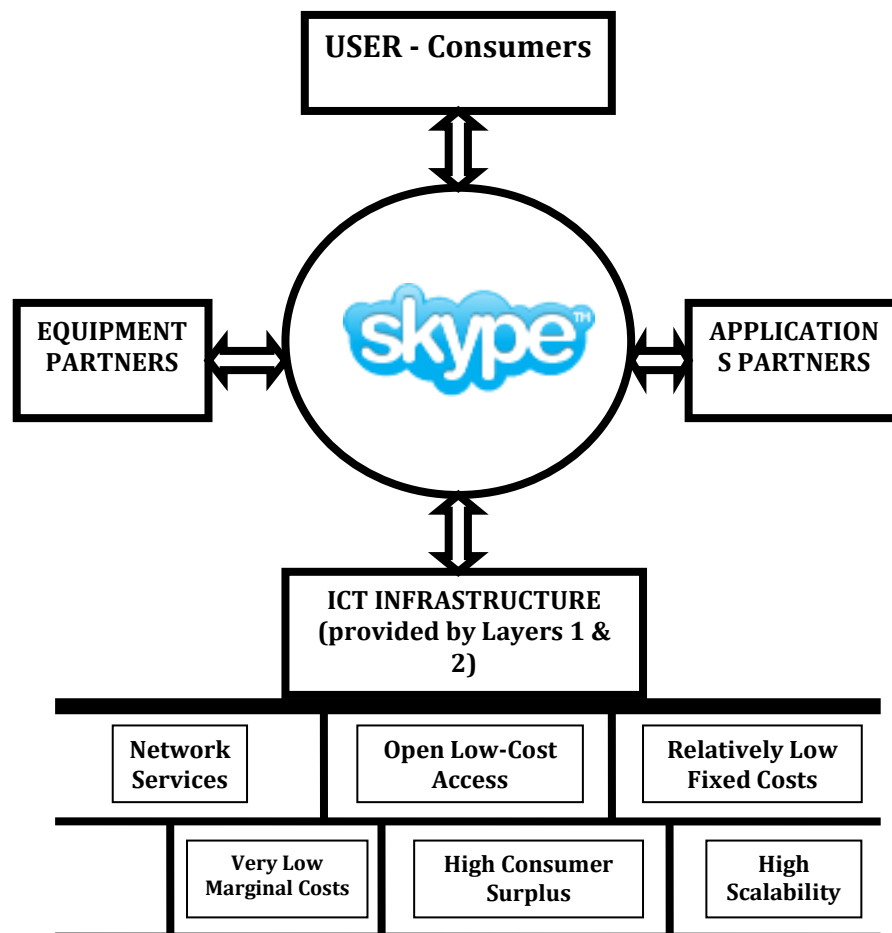 USER - Consumers
EQUIPMENT
PARTNERS
skype™
APPLICATION
S PARTNERS
ICT INFRASTRUCTURE
(provided by Layers 1 &
2)
Network
Services
Open Low-Cost
Access
Relatively Low
Fixed Costs
Very Low
Marginal Costs
High Consumer
Surplus
High
Scalability